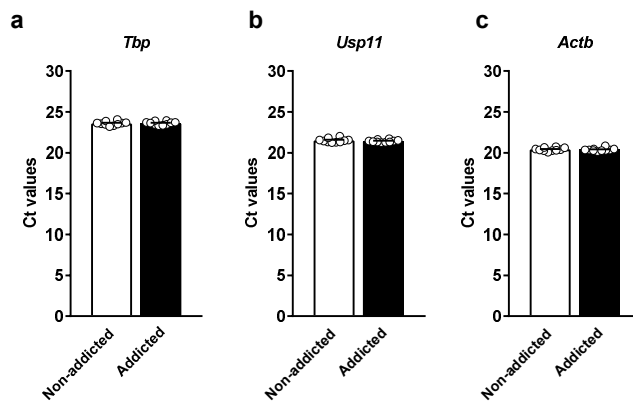 a
Tbp
30
25
20
15
10
5
0
Ct values
Non-addicted
Addicted
b
Usp11
30
25
20
15
10
5
0
Ct values
Non-addicted
Addicted
c
Actb
30
25
20
15
10
5
0
Ct values
Non-addicted
Addicted